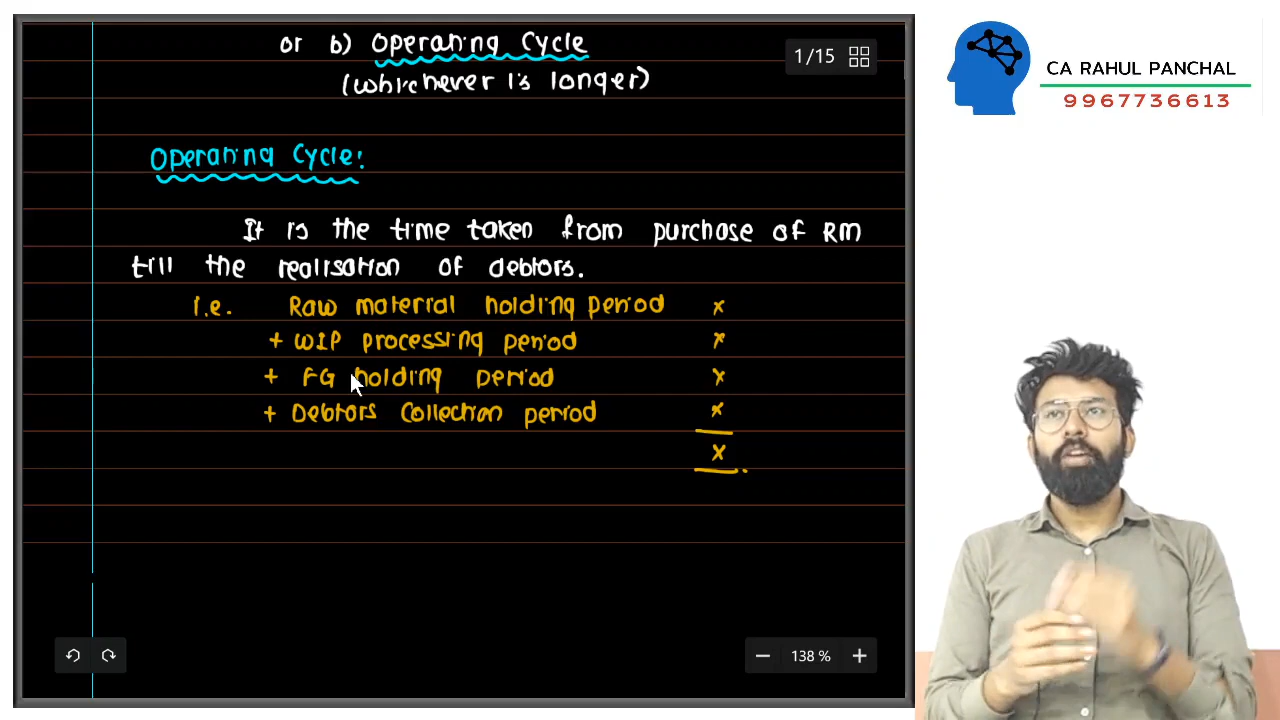 or b) Operating Cycle
(whichever is longer)
1/15
CA RAHUL PANCHAL
9967736613
Operating Cycle:
It is the time taken from purchase of RM
till the realisation of debtors.
i.e. Raw material holding period x
+ WIP processing period x
+ FG holding period x
+ Debtors Collection period x
x
138 %